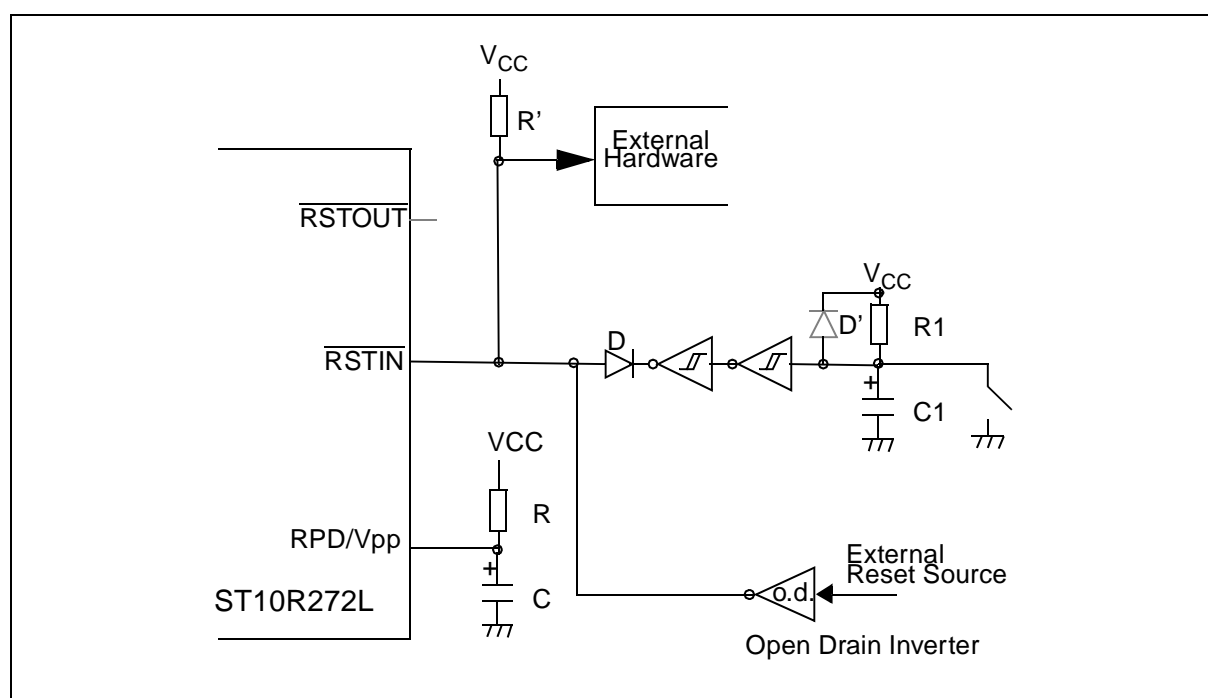 VCC
R’
External
Hardware
RSTOUT
VCC
D’
R1
D
RSTIN
+
C1
VCC
R
RPD/Vpp
+
C
External
Reset Source
o.d.
ST10R272L
Open Drain Inverter